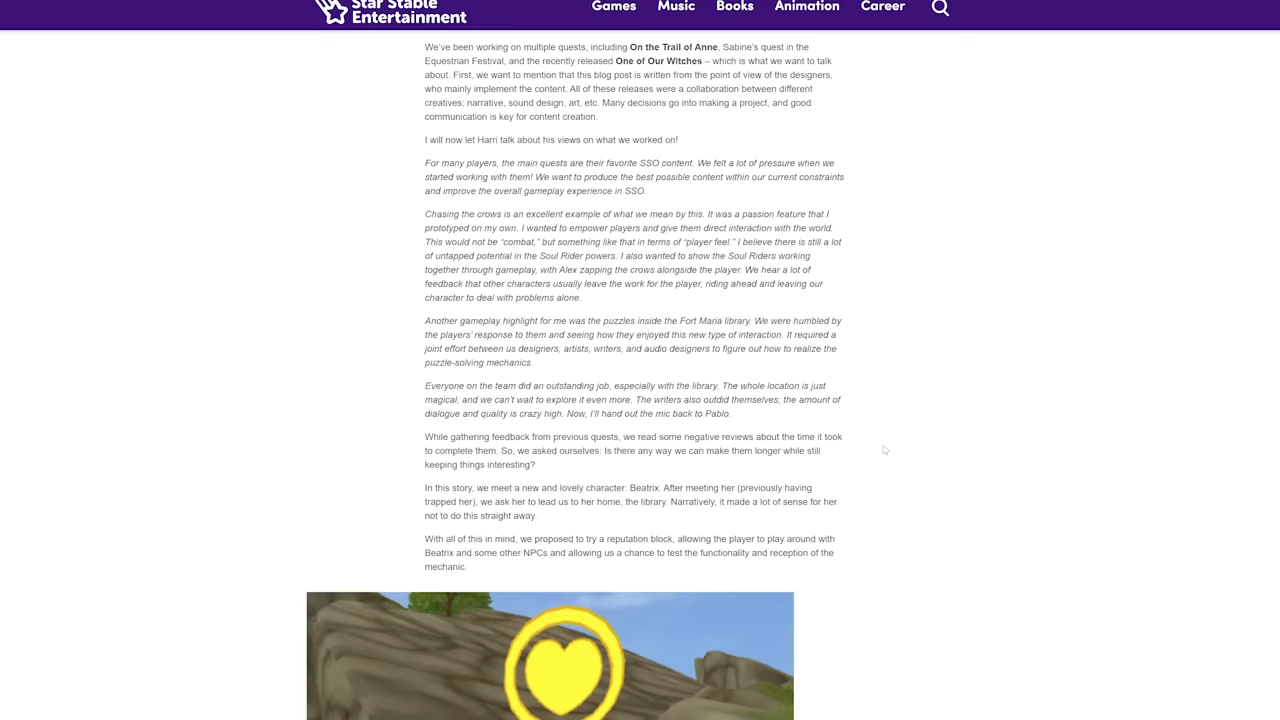 Star Stable
Entertainment
Games Music Books Animation Career
We've been working on multiple quests, including On the Trail of Anne, Sabine's quest in the
Equestrian Festival, and the recently released One of Our Witches – which is what we want to talk
about. First, we want to mention that this blog post is written from the point of view of the designers,
who mainly implement the content. All of these releases were a collaboration between different
creatives; narrative, sound design, art, etc. Many decisions go into making a project, and good
communication is key for content creation.
I will now let Harri talk about his views on what we worked on!
For many players, the main quests are their favorite SSO content. We felt a lot of pressure when we
started working with them! We want to produce the best possible content within our current constraints
and improve the overall gameplay experience in SSO.
Chasing the crows is an excellent example of what we mean by this. It was a passion feature that I
prototyped on my own. I wanted to empower players and give them direct interaction with the world.
This would not be “combat,” but something like that in terms of “player feel.” I believe there is still a lot
of untapped potential in the Soul Rider powers. I also wanted to show the Soul Riders working
together through gameplay, with Alex zapping the crows alongside the player. We hear a lot of
feedback that other characters usually leave the work for the player, riding ahead and leaving our
character to deal with problems alone.
Another gameplay highlight for me was the puzzles inside the Fort Maria library. We were humbled by
the players' response to them and seeing how they enjoyed this new type of interaction. It required a
joint effort between us designers, artists, writers, and audio designers to figure out how to realize the
puzzle-solving mechanics.
Everyone on the team did an outstanding job, especially with the library. The whole location is just
magical, and we can't wait to explore it even more. The writers also outdid themselves; the amount of
dialogue and quality is crazy high. Now, I'll hand out the mic back to Pablo.
While gathering feedback from previous quests, we read some negative reviews about the time it took
to complete them. So, we asked ourselves: Is there any way we can make them longer while still
keeping things interesting?
In this story, we meet a new and lovely character: Beatrix. After meeting her (previously having
trapped her), we ask her to lead us to her home, the library. Narratively, it made a lot of sense for her
not to do this straight away.
With all of this in mind, we proposed to try a reputation block, allowing the player to play around with
Beatrix and some other NPCs and allowing us a chance to test the functionality and reception of the
mechanic.